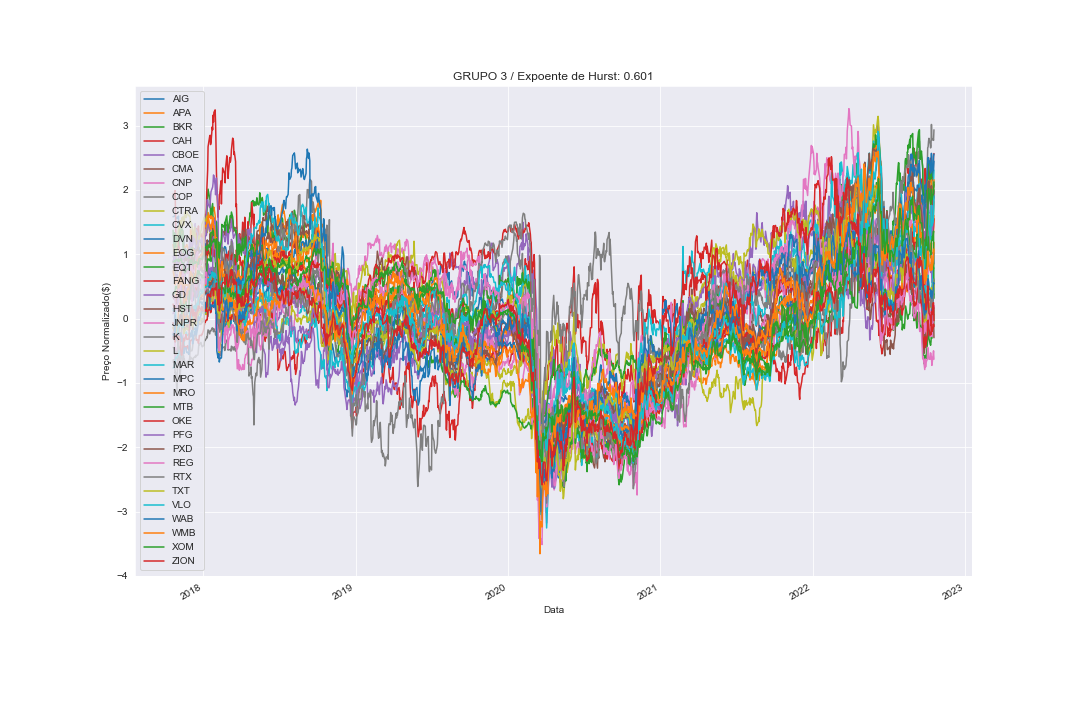 GRUPO 3 / Expoente de Hurst: 0.601
AIG
APA
BKR
CAH
CBOE
CMA
CNP
COP
CTRA
CVX
DVN
EOG
EQT
FANG
GD
HST
JNPR
K
L
MAR
MPC
MRO
MTB
OKE
PFG
PXD
REG
RTX
TXT
VLO
WAB
WMB
XOM
ZION
Preço Normalizado($)
3
2
1
0
−1
−2
−3
−4
2018
2019
2020
2021
2022
2023
Data